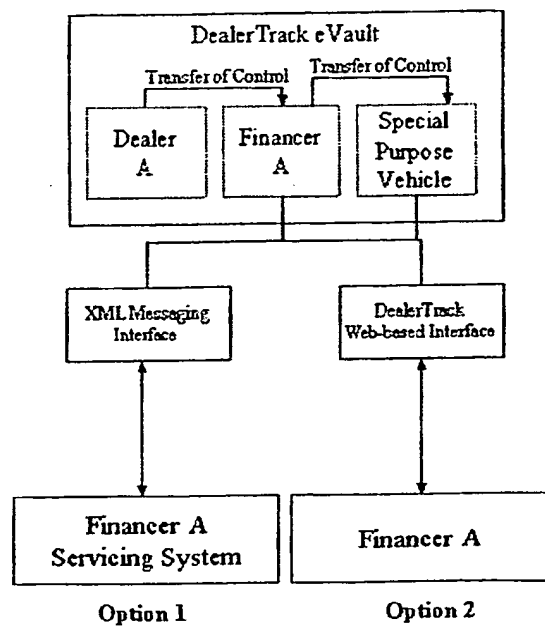 DealerTrack eVault
Transfer of Control
Transfer of Control
Dealer
A
Financer
A
Special
Purpose
Vehicle
XML Messaging
Interface
DealerTrack
Web-based Interface
Financer A
Servicing System
Financer A
Option 1
Option 2